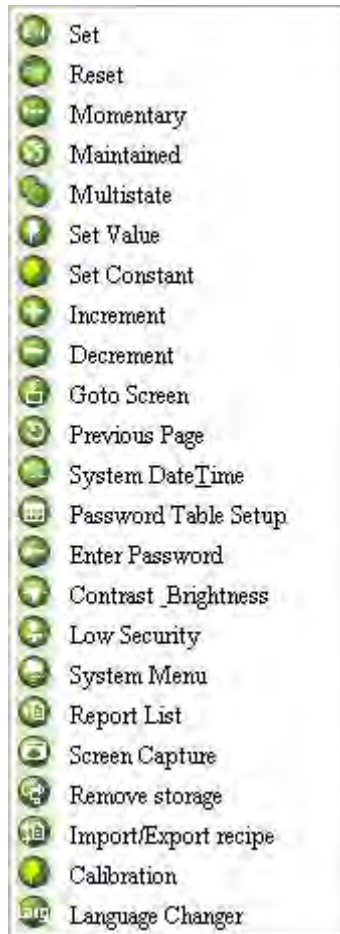 Set
Reset
Momentary
Maintained
Multistate
Set Value
Set Constant
Increment
Decrement
Goto Screen
Previous Page
System DateTime
Password Table Setup
Enter Password
Contrast _Brightness
Low Security
System Menu
Report List
Screen Capture
Remove storage
Import/Export recipe
Calibration
Language Changer